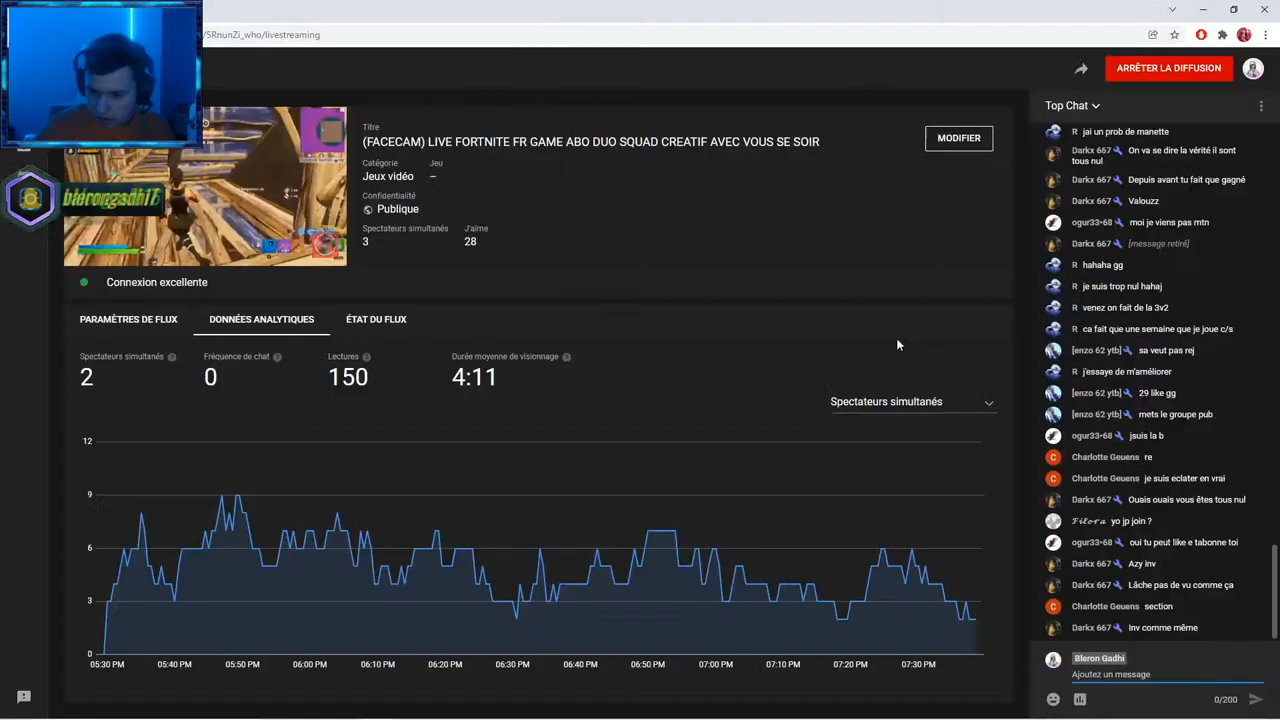 /5RnunZi_who/livestreaming
ARRÊTER LA DIFFUSION
blerongadhi17
Titre
(FACECAM) LIVE FORTNITE FR GAME ABO DUO SQUAD CREATIF AVEC VOUS SE SOIR
MODIFIER
Catégorie
Jeu
Jeux vidéo
–
Confidentialité
Publique
Spectateurs simultanés
J'aime
3
28
Connexion excellente
PARAMÈTRES DE FLUX
DONNÉES ANALYTIQUES
ÉTAT DU FLUX
Spectateurs simultanés
Fréquence de chat
Lectures
Durée moyenne de visionnage
2
0
150
4:11
Spectateurs simultanés
12
9
6
3
0
05:30 PM
05:40 PM
05:50 PM
06:00 PM
06:10 PM
06:20 PM
06:30 PM
06:40 PM
06:50 PM
07:00 PM
07:10 PM
07:20 PM
07:30 PM
Top Chat
R jai un prob de manette
Darkx 667 On va se dire la vérité il sont
tous nul
Darkx 667 Depuis avant tu fait que gagné
Darkx 667 Valouzz
ogur33•68 moi je viens pas mtn
Darkx 667 [message retiré]
R hahaha gg
R je suis trop nul hahaj
R venez on fait de la 3v2
R ca fait que une semaine que je joue c/s
[enzo 62 ytb] sa veut pas rej
R j'essaye de m'améliorer
[enzo 62 ytb] 29 like gg
[enzo 62 ytb] mets le groupe pub
ogur33•68 jsuis la b
C Charlotte Geuens re
C Charlotte Geuens je suis eclater en vrai
Darkx 667 Ouais ouais vous êtes tous nul
𝓕𝓲𝓵𝓸𝓻𝓪 yo jp join ?
ogur33•68 oui tu peut like e tabonne toi
Darkx 667 Azy inv
Darkx 667 Lâche pas de vu comme ça
C Charlotte Geuens section
Darkx 667 Inv comme même
Bleron Gadhi
Ajoutez un message
0/200